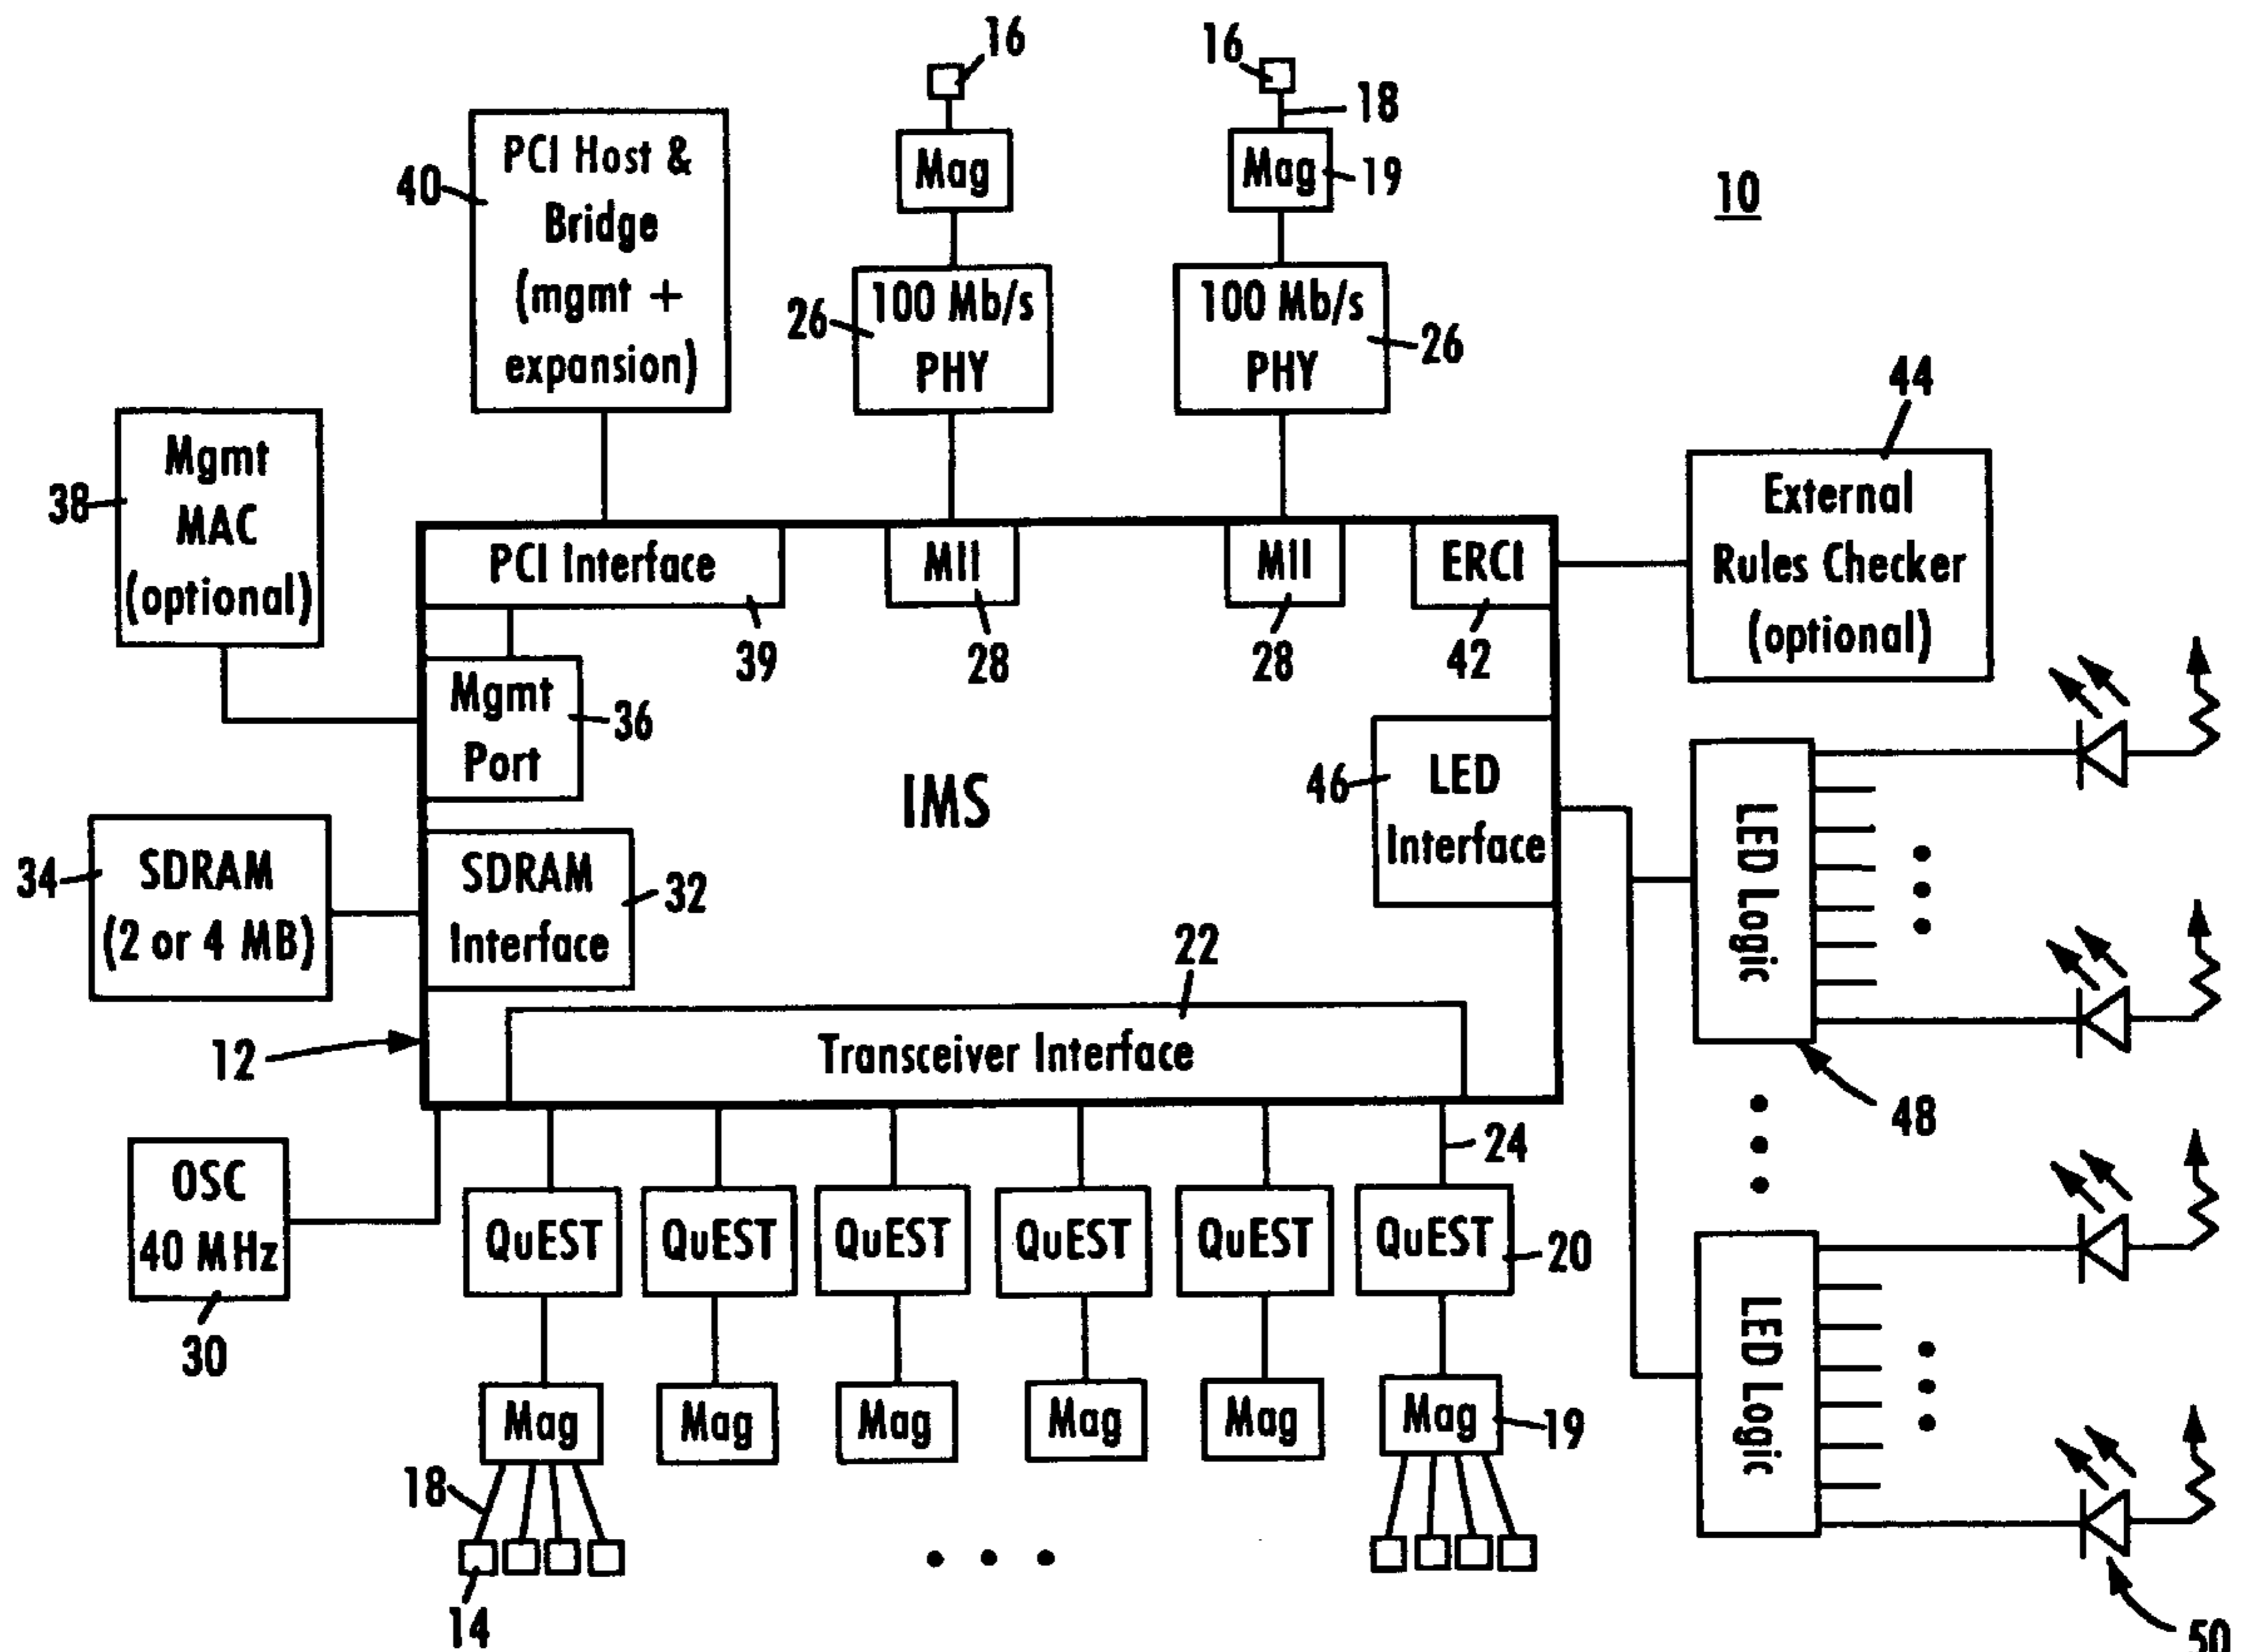 16
16
18
PCI Host &
Bridge
(mgmt +
expansion)
40
Mag
Mag
19
10
26
100 Mb/s
PHY
100 Mb/s
PHY
26
44
Mgmt
MAC
(optional)
38
External
Rules Checker
(optional)
PCI Interface
MII
MII
ERCI
39
28
28
42
Mgmt
Port
36
IMS
46
LED
Interface
LED Logic
34
SDRAM
(2 or 4 MB)
SDRAM
Interface
32
22
Transceiver Interface
12
48
24
OSC
40 MHz
30
QuEST
QuEST
QuEST
QuEST
QuEST
QuEST
20
LED Logic
Mag
Mag
Mag
Mag
Mag
Mag
19
18
14
50